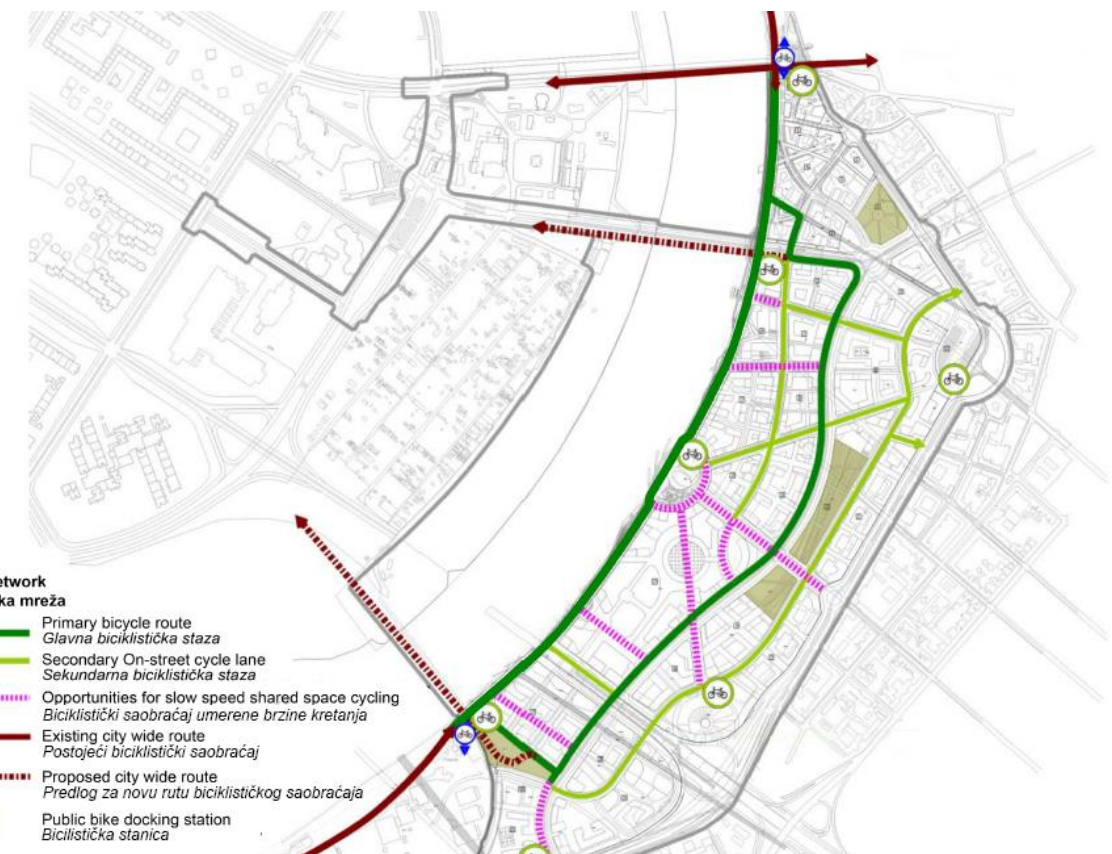 etwork
ka mreža
Primary bicycle route
Glavna biciklistička staza
Secondary On-street cycle lane
Sekundarna biciklistička staza
Opportunities for slow speed shared space cycling
Biciklistički saobraćaj umerene brzine kretanja
Existing city wide route
Postojeći biciklistički saobraćaj
Proposed city wide route
Predlog za novu rutu biciklističkog saobraćaja
Public bike docking station
Bicilistička stanica